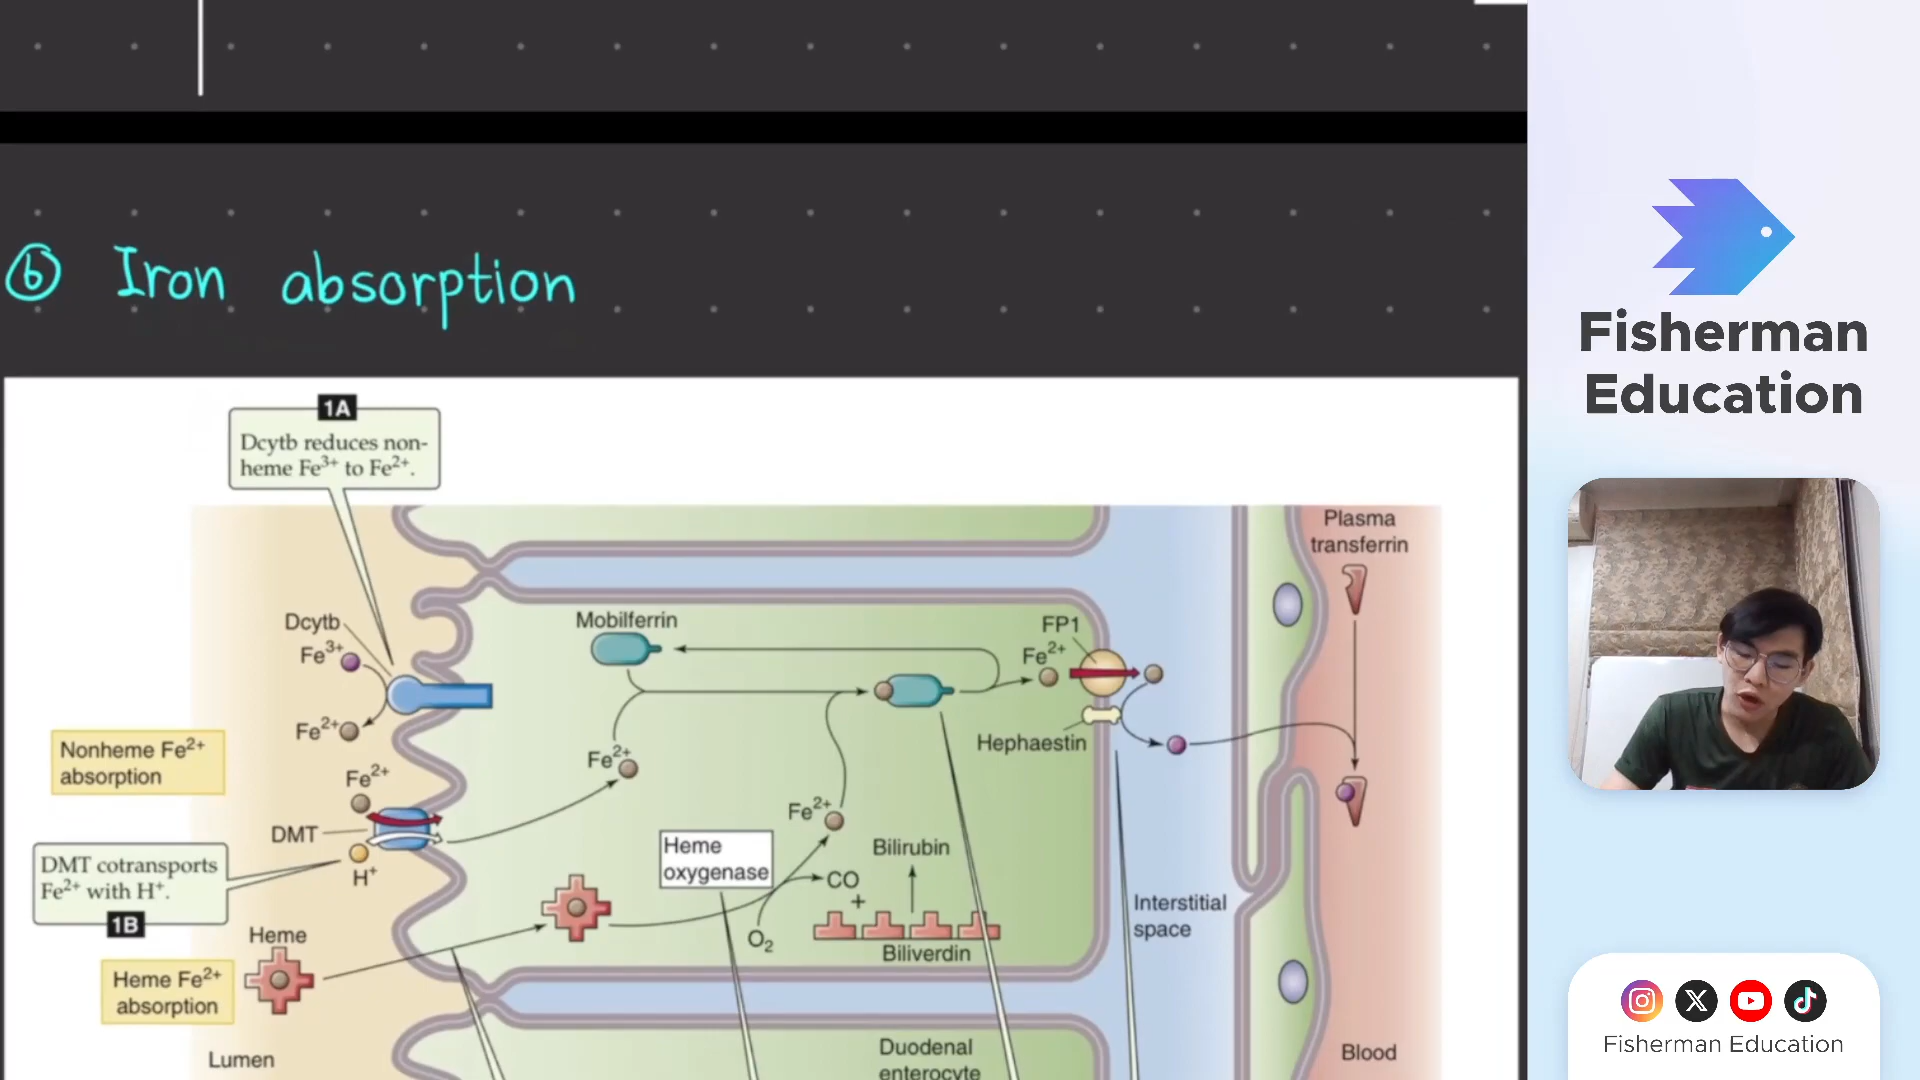 ⑥ Iron absorption
1A
Dcytb reduces non-
heme Fe³⁺ to Fe²⁺.
Plasma
transferrin
Dcytb
Fe³⁺
Fe²⁺
Mobilferrin
FP1
Fe²⁺
Hephaestin
Nonheme Fe²⁺
absorption
Fe²⁺
DMT
H⁺
Fe²⁺
Fe²⁺
DMT cotransports
Fe²⁺ with H⁺.
1B
Heme
oxygenase
CO
+
O₂
Bilirubin
Biliverdin
Interstitial
space
Heme
Heme Fe²⁺
absorption
Lumen
Duodenal
enterocyte
Blood
Fisherman
Education
Fisherman Education